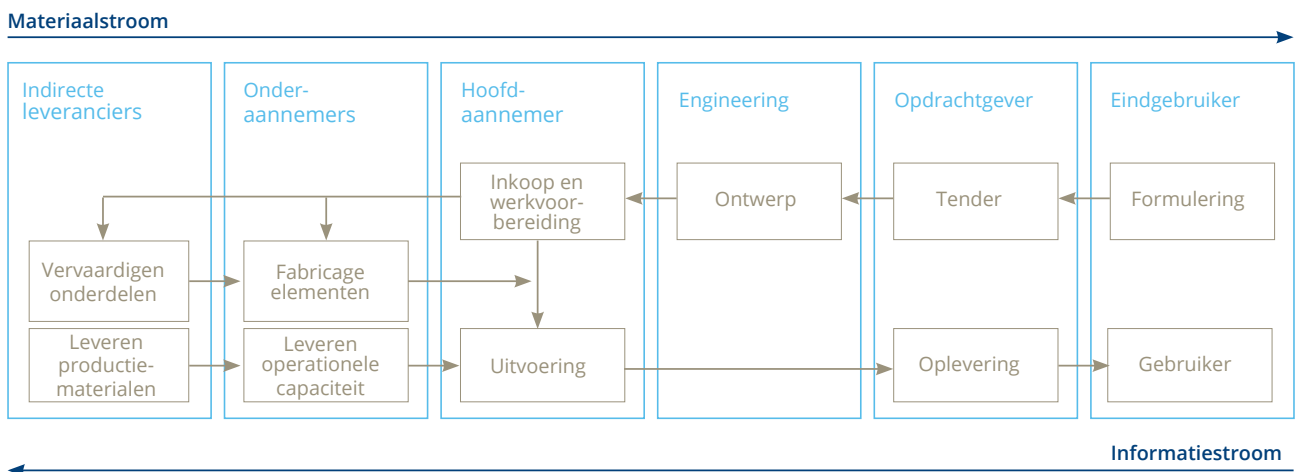 Materiaalstroom
Indirecte
leveranciers
Onder-
aannemers
Hoofd-
aannemer
Engineering
Opdrachtgever
Eindgebruiker
Inkoop en
werkvoor-
bereiding
Ontwerp
Tender
Formulering
Vervaardigen
onderdelen
Fabricage
elementen
Leveren
productie-
materialen
Leveren
operationele
capaciteit
Uitvoering
Oplevering
Gebruiker
Informatiestroom